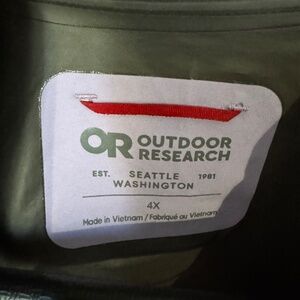 OR OUTDOOR
RESEARCH
EST. SEATTLE 1981
WASHINGTON
4X
Made in Vietnam / Fabriqué au Vietnam